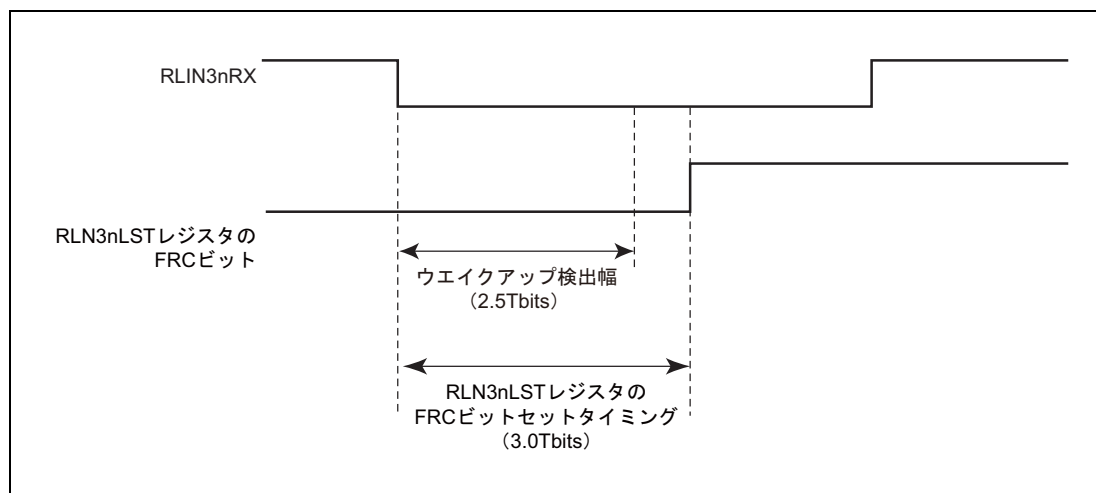 RLIN3nRX
RLN3nLSTレジスタの
FRCビット
ウエイクアップ検出幅
（2.5Tbits）
RLN3nLSTレジスタの
FRCビットセットタイミング
（3.0Tbits）